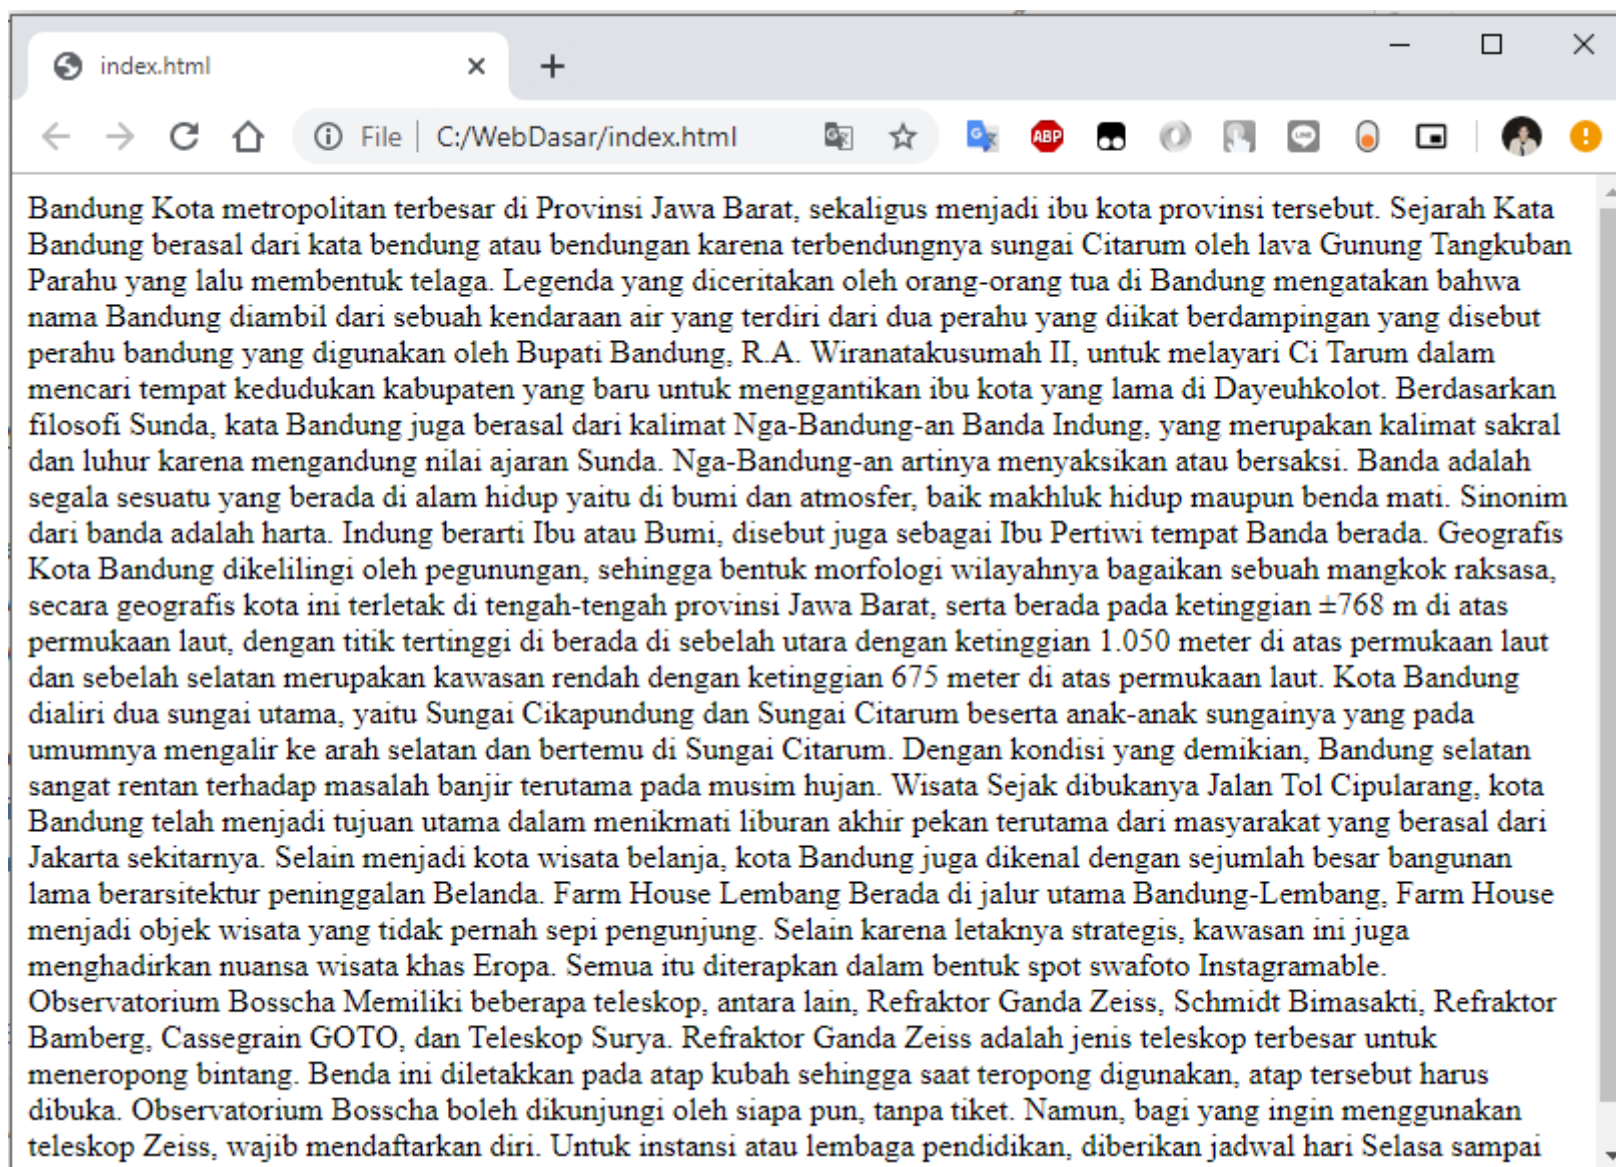 index.html
File
C:/WebDasar/index.html
ABP
Bandung Kota metropolitan terbesar di Provinsi Jawa Barat, sekaligus menjadi ibu kota provinsi tersebut. Sejarah Kata
Bandung berasal dari kata bendung atau bendungan karena terbendungnya sungai Citarum oleh lava Gunung Tangkuban
Parahu yang lalu membentuk telaga. Legenda yang diceritakan oleh orang-orang tua di Bandung mengatakan bahwa
nama Bandung diambil dari sebuah kendaraan air yang terdiri dari dua perahu yang diikat berdampingan yang disebut
perahu bandung yang digunakan oleh Bupati Bandung, R.A. Wiranatakusumah II, untuk melayari Ci Tarum dalam
mencari tempat kedudukan kabupaten yang baru untuk menggantikan ibu kota yang lama di Dayeuhkolot. Berdasarkan
filosofi Sunda, kata Bandung juga berasal dari kalimat Nga-Bandung-an Banda Indung, yang merupakan kalimat sakral
dan luhur karena mengandung nilai ajaran Sunda. Nga-Bandung-an artinya menyaksikan atau bersaksi. Banda adalah
segala sesuatu yang berada di alam hidup yaitu di bumi dan atmosfer, baik makhluk hidup maupun benda mati. Sinonim
dari banda adalah harta. Indung berarti Ibu atau Bumi, disebut juga sebagai Ibu Pertiwi tempat Banda berada. Geografis
Kota Bandung dikelilingi oleh pegunungan, sehingga bentuk morfologi wilayahnya bagaikan sebuah mangkok raksasa,
secara geografis kota ini terletak di tengah-tengah provinsi Jawa Barat, serta berada pada ketinggian ±768 m di atas
permukaan laut, dengan titik tertinggi di berada di sebelah utara dengan ketinggian 1.050 meter di atas permukaan laut
dan sebelah selatan merupakan kawasan rendah dengan ketinggian 675 meter di atas permukaan laut. Kota Bandung
dialiri dua sungai utama, yaitu Sungai Cikapundung dan Sungai Citarum beserta anak-anak sungainya yang pada
umumnya mengalir ke arah selatan dan bertemu di Sungai Citarum. Dengan kondisi yang demikian, Bandung selatan
sangat rentan terhadap masalah banjir terutama pada musim hujan. Wisata Sejak dibukanya Jalan Tol Cipularang, kota
Bandung telah menjadi tujuan utama dalam menikmati liburan akhir pekan terutama dari masyarakat yang berasal dari
Jakarta sekitarnya. Selain menjadi kota wisata belanja, kota Bandung juga dikenal dengan sejumlah besar bangunan
lama berarsitektur peninggalan Belanda. Farm House Lembang Berada di jalur utama Bandung-Lembang, Farm House
menjadi objek wisata yang tidak pernah sepi pengunjung. Selain karena letaknya strategis, kawasan ini juga
menghadirkan nuansa wisata khas Eropa. Semua itu diterapkan dalam bentuk spot swafoto Instagramable.
Observatorium Bosscha Memiliki beberapa teleskop, antara lain, Refraktor Ganda Zeiss, Schmidt Bimasakti, Refraktor
Bamberg, Cassegrain GOTO, dan Teleskop Surya. Refraktor Ganda Zeiss adalah jenis teleskop terbesar untuk
meneropong bintang. Benda ini diletakkan pada atap kubah sehingga saat teropong digunakan, atap tersebut harus
dibuka. Observatorium Bosscha boleh dikunjungi oleh siapa pun, tanpa tiket. Namun, bagi yang ingin menggunakan
teleskop Zeiss, wajib mendaftarkan diri. Untuk instansi atau lembaga pendidikan, diberikan jadwal hari Selasa sampai